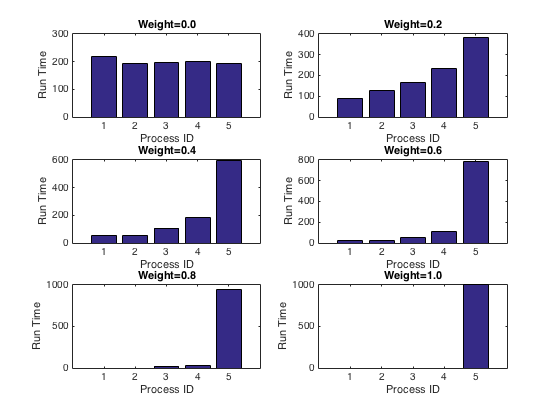 Weight=0.0
300
200
100
0
Run Time
1 2 3 4 5
Process ID
Weight=0.2
400
300
200
100
0
Run Time
1 2 3 4 5
Process ID
Weight=0.4
600
400
200
0
Run Time
1 2 3 4 5
Process ID
Weight=0.6
800
600
400
200
0
Run Time
1 2 3 4 5
Process ID
Weight=0.8
1000
500
0
Run Time
1 2 3 4 5
Process ID
Weight=1.0
1000
500
0
Run Time
1 2 3 4 5
Process ID